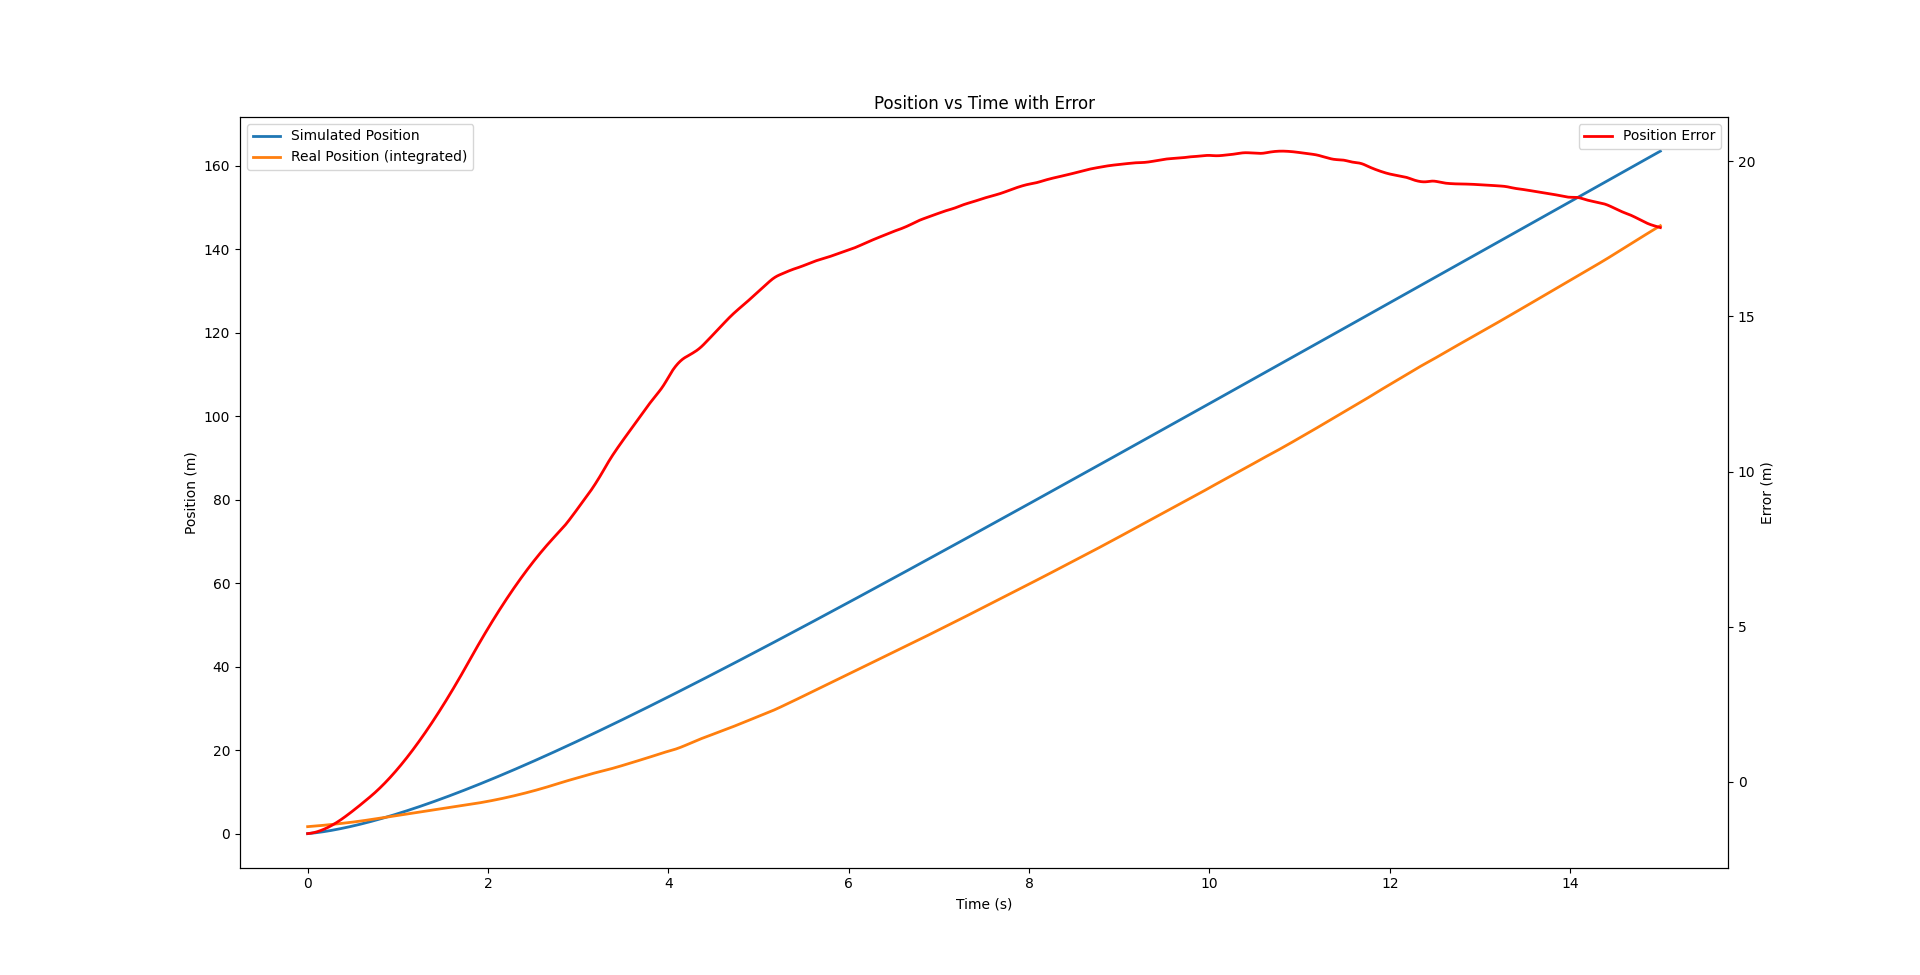 Position vs Time with Error
Simulated Position
Real Position (integrated)
Position Error
160
140
120
100
80
60
40
20
0
Position (m)
20
15
10
5
0
Error (m)
0 2 4 6 8 10 12 14
Time (s)